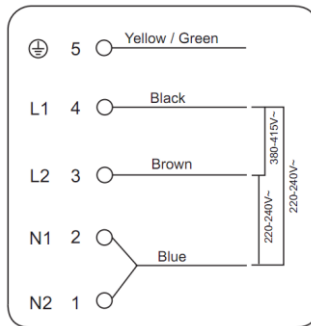 5 Yellow / Green
L1 4 Black
L2 3 Brown
N1 2
Blue
N2 1
380-415V~
220-240V~
220-240V~